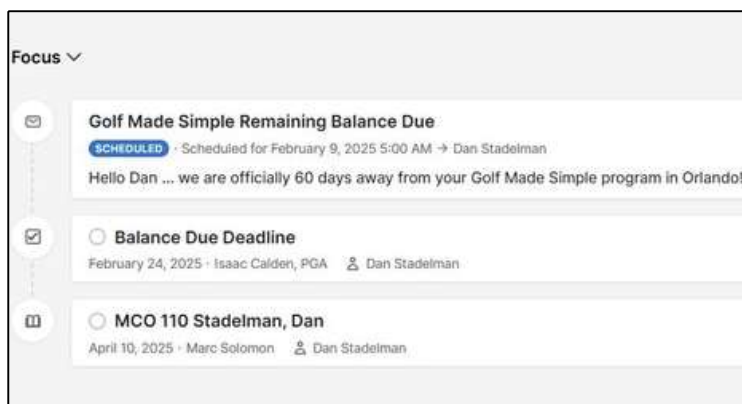 Focus
Golf Made Simple Remaining Balance Due
SCHEDULED · Scheduled for February 9, 2025 5:00 AM → Dan Stadelman
Hello Dan ... we are officially 60 days away from your Golf Made Simple program in Orlando!
Balance Due Deadline
February 24, 2025 · Isaac Calden, PGA Dan Stadelman
MCO 110 Stadelman, Dan
April 10, 2025 · Marc Solomon Dan Stadelman